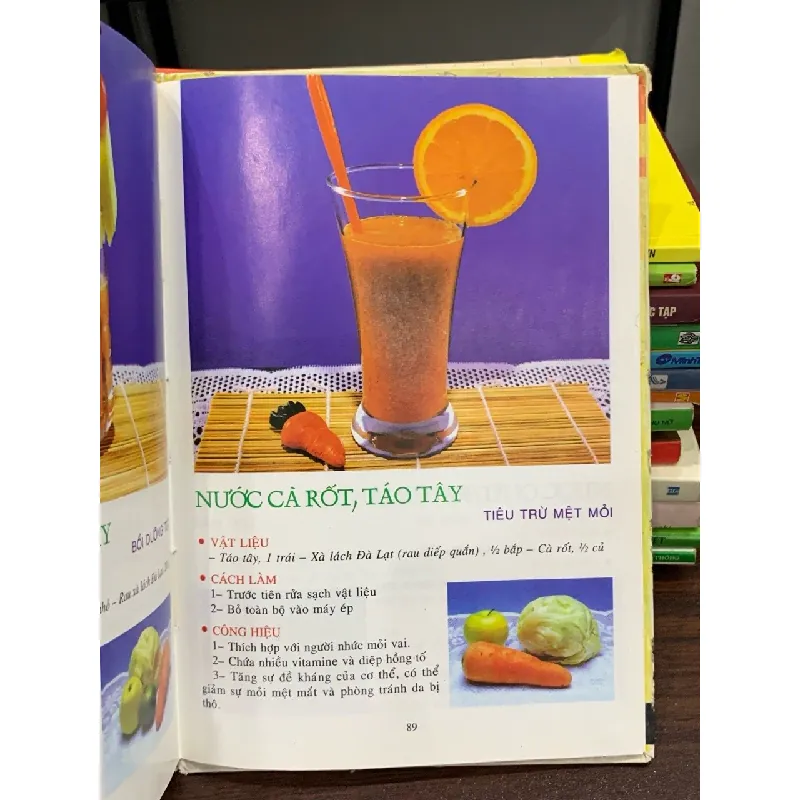 NƯỚC CÀ RỐT, TÁO TÂY
TIÊU TRỪ MỆT MỎI
• VẬT LIỆU
– Táo tây, 1 trái – Xà lách Đà Lạt (rau diếp quấn) , ½ bắp – Cà rốt, ½ củ
• CÁCH LÀM
1– Trước tiên rửa sạch vật liệu
2– Bỏ toàn bộ vào máy ép
• CÔNG HIỆU
1– Thích hợp với người nhức mỏi vai.
2– Chứa nhiều vitamine và diệp hồng tố
3– Tăng sự đề kháng của cơ thể, có thể
giảm sự mỏi mệt mắt và phòng tránh da bị
thô.
89
BỒI DƯỠNG
C TẬP